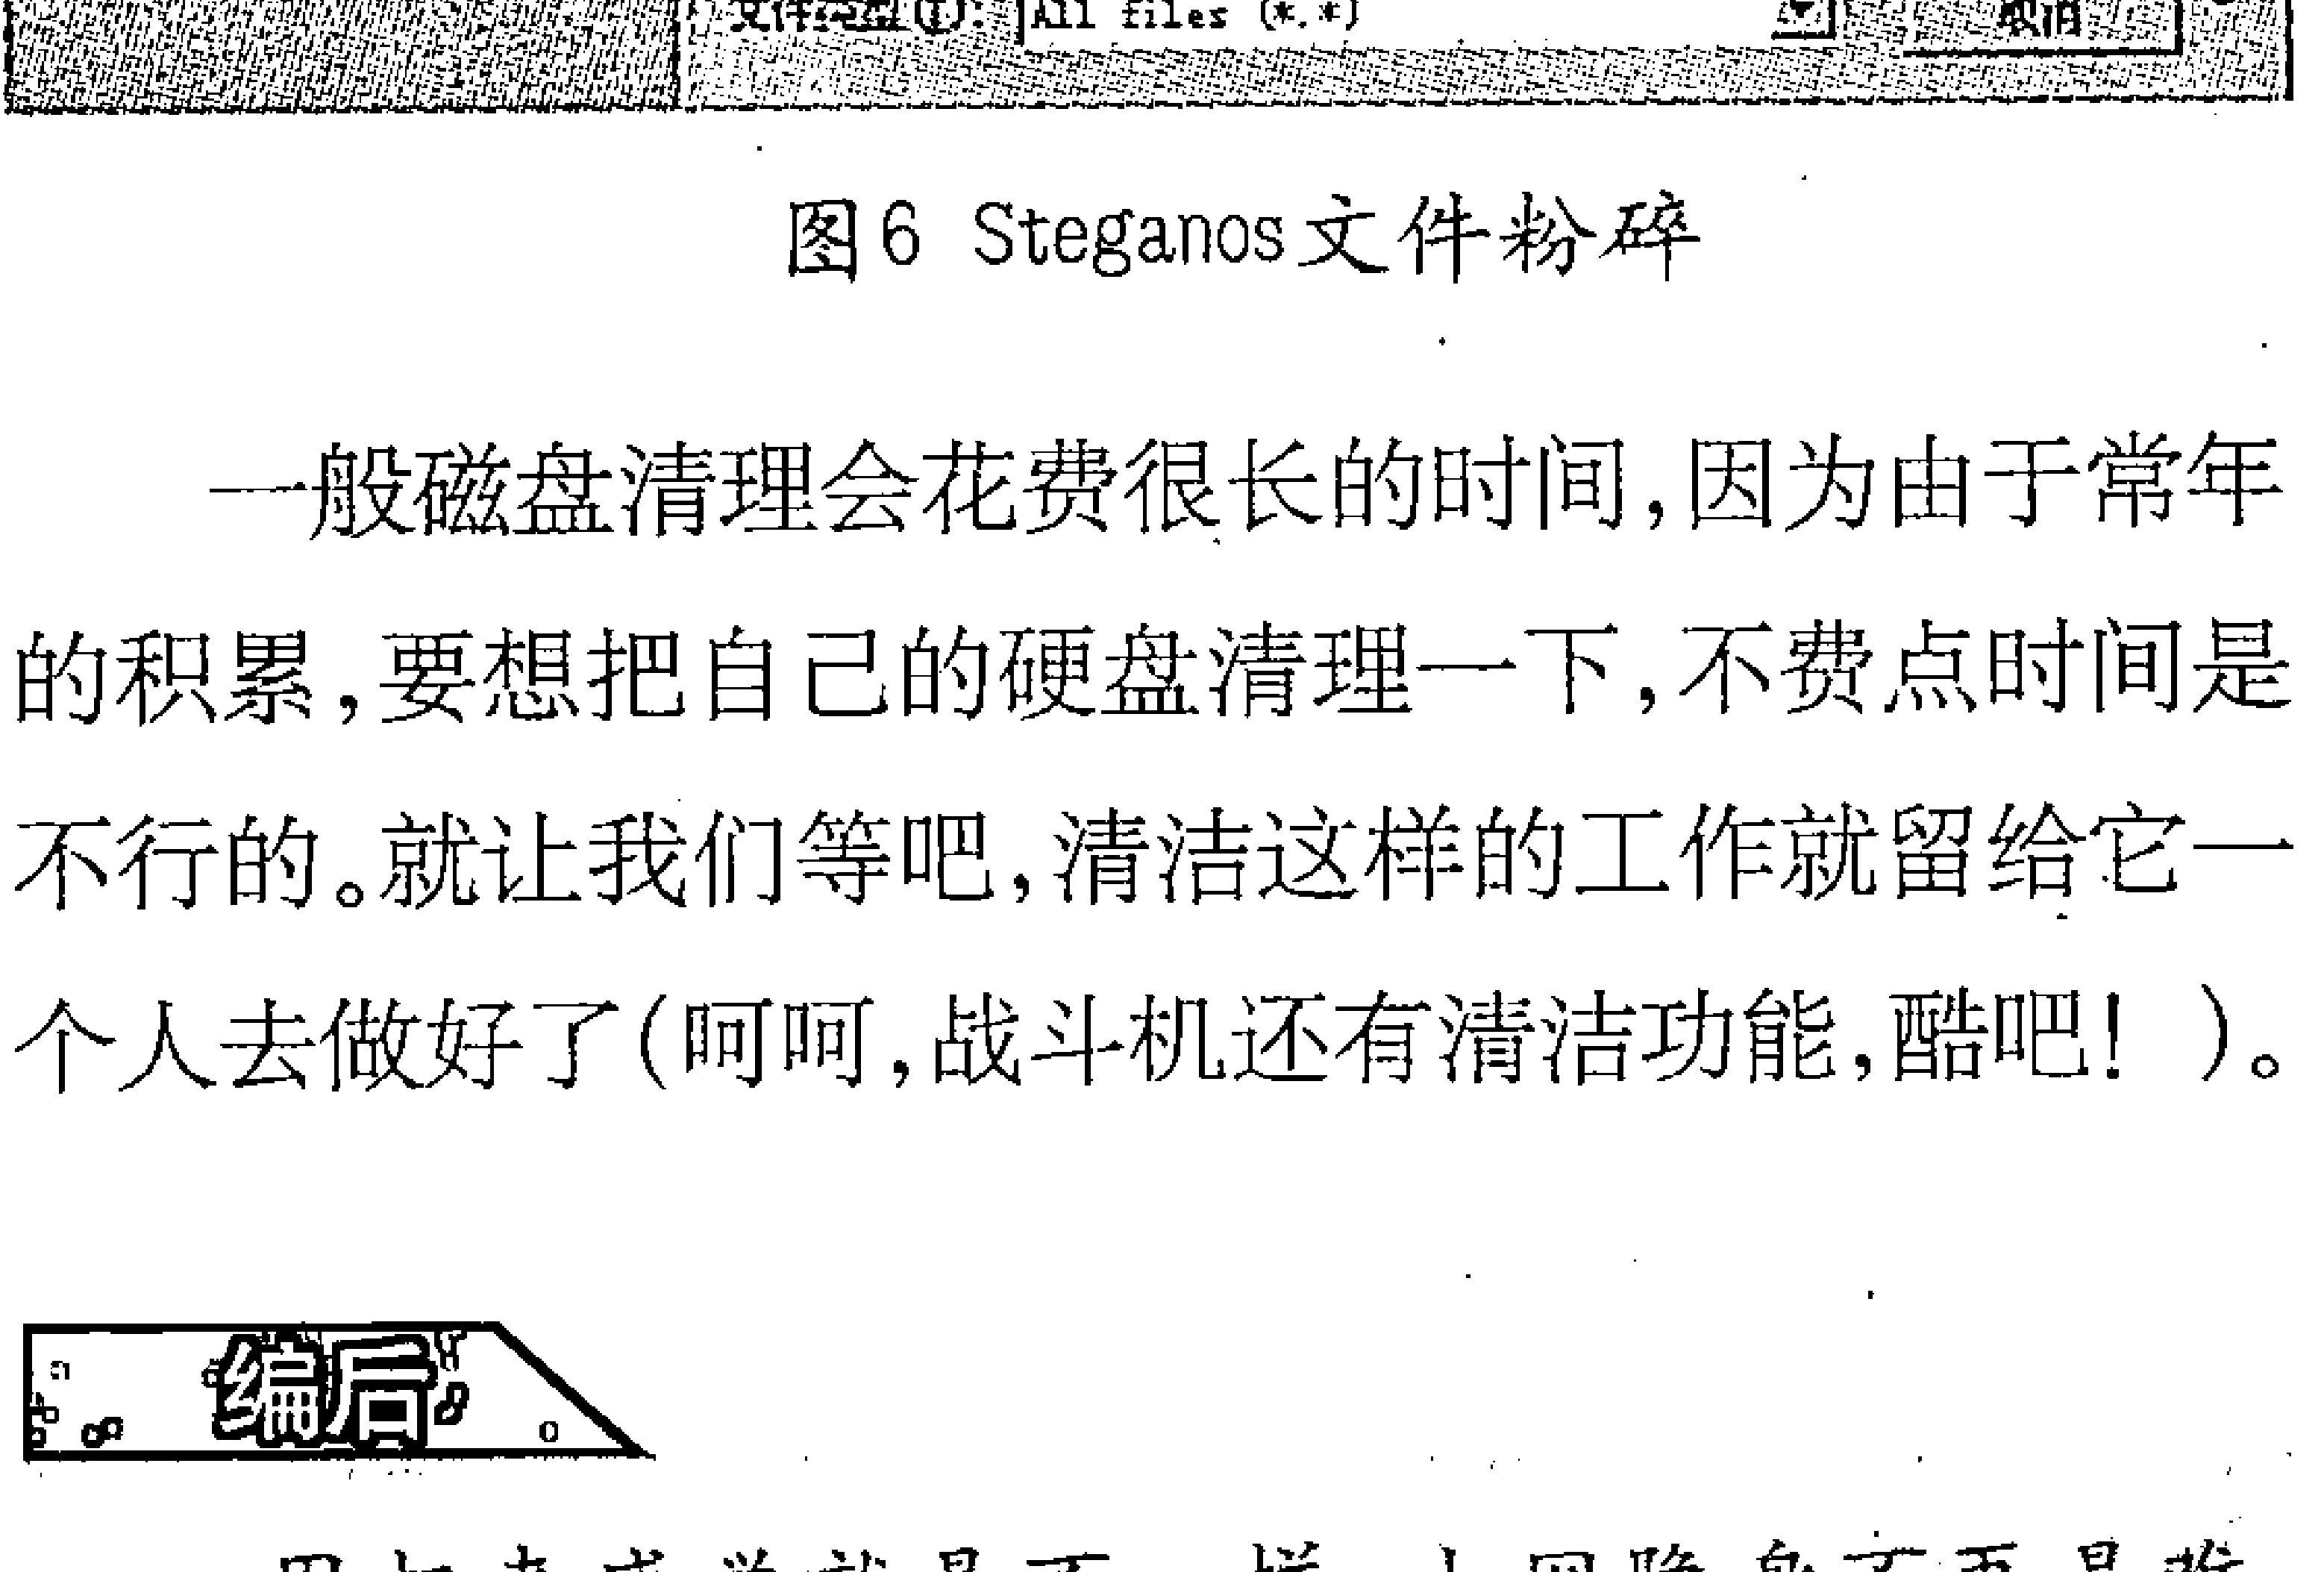 All files (*.*)
取消
图6 Steganos文件粉碎
一般磁盘清理会花费很长的时间,因为由于常年
的积累,要想把自己的硬盘清理一下,不费点时间是
不行的。就让我们等吧,清洁这样的工作就留给它一
个人去做好了(呵呵,战斗机还有清洁功能,酷吧! )。
编后